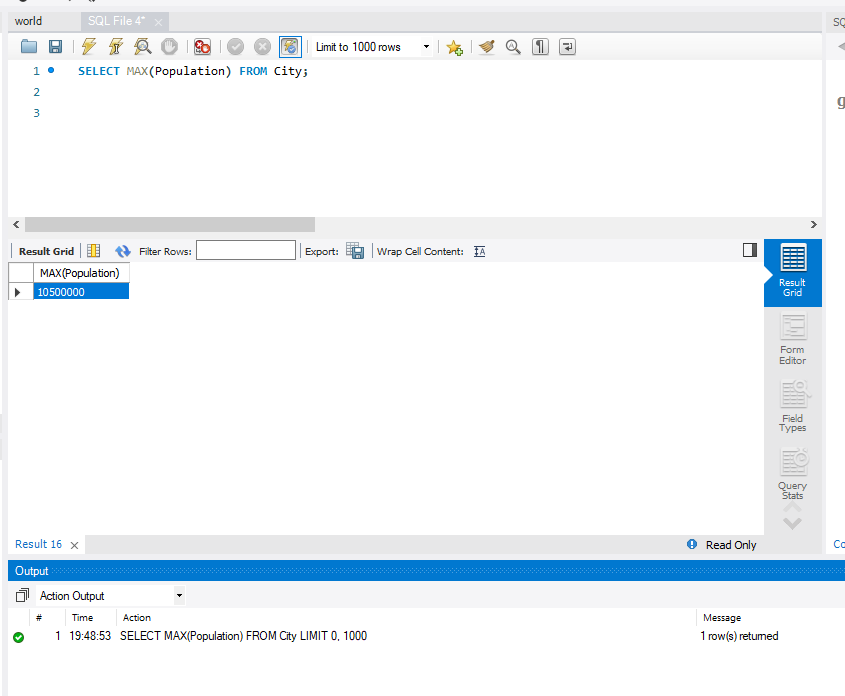 world
SQL File 4*
SQ
Limit to 1000 rows
1 SELECT MAX(Population) FROM City;
2
3
g
Result Grid Filter Rows: Export: Wrap Cell Content: IA
MAX(Population)
10500000
Result
Grid
Form
Editor
Field
Types
Query
Stats
Result 16
Read Only
Co
Output
Action Output
# Time Action Message
1 19:48:53 SELECT MAX(Population) FROM City LIMIT 0, 1000 1 row(s) returned